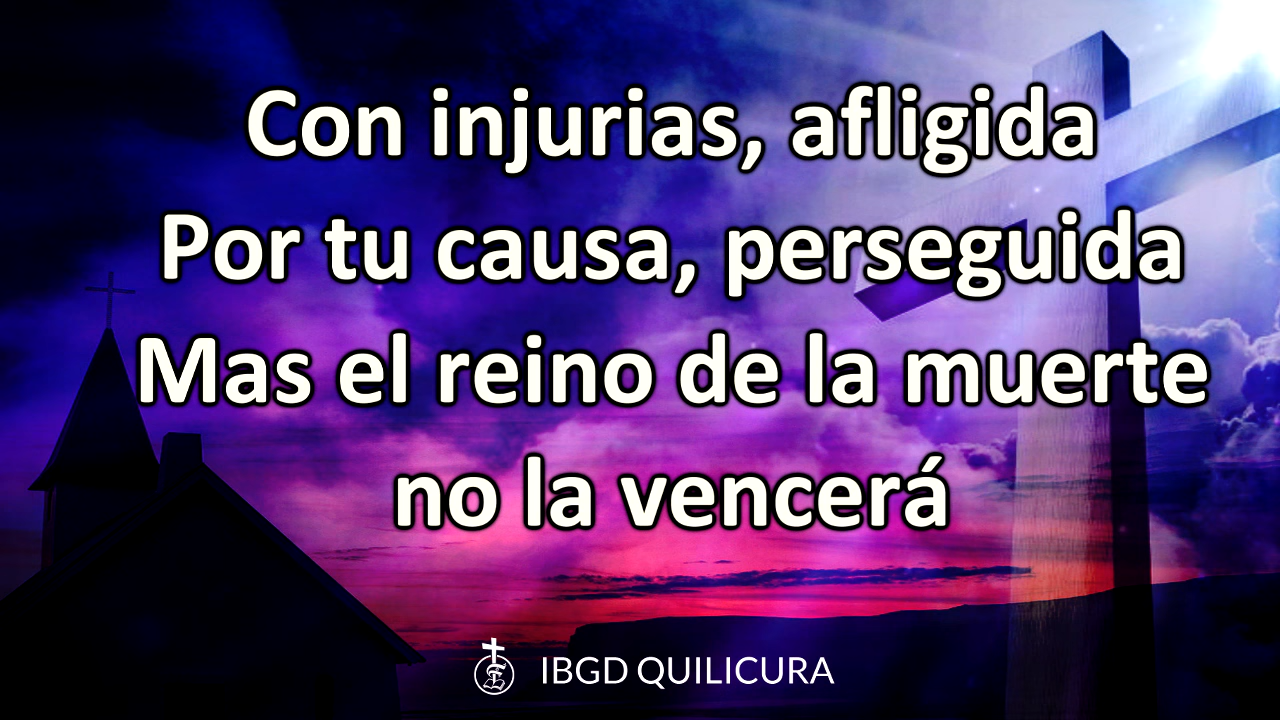 Con injurias, afligida
Por tu causa, perseguida
Mas el reino de la muerte
no la vencerá
IBGD QUILICURA